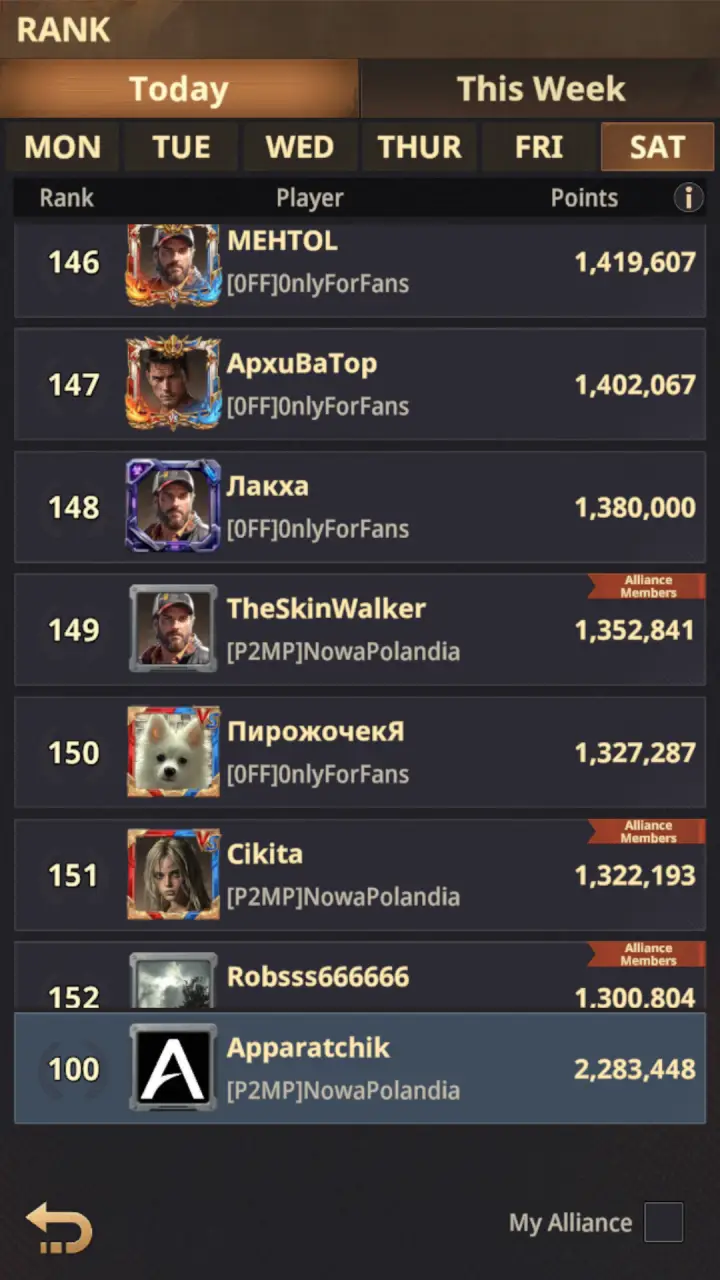 RANK
Today
This Week
MON
TUE
WED
THUR
FRI
SAT
Rank
Player
Points
146
MEHTOL
[0FF]0nlyForFans
1,419,607
147
ApxuBaTop
[0FF]0nlyForFans
1,402,067
148
Лакха
[0FF]0nlyForFans
1,380,000
Alliance
Members
149
TheSkinWalker
[P2MP]NowaPolandia
1,352,841
150
ПирожочекЯ
[0FF]0nlyForFans
1,327,287
Alliance
Members
151
Cikita
[P2MP]NowaPolandia
1,322,193
Alliance
Members
152
Robsss666666
1,300,804
100
Apparatchik
[P2MP]NowaPolandia
2,283,448
My Alliance